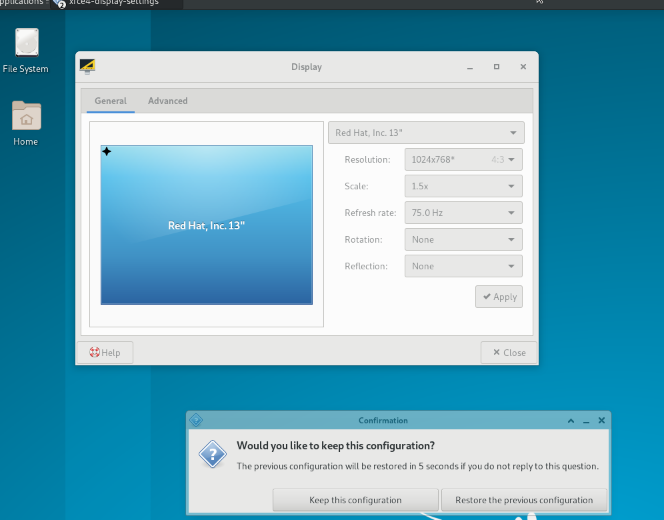 pplications
2
xfce4-display-settings
File System
Home
Display
General
Advanced
Red Hat, Inc. 13"
Red Hat, Inc. 13"
Resolution:
1024x768*
4:3
Scale:
1.5x
Refresh rate:
75.0 Hz
Rotation:
None
Reflection:
None
Apply
Help
Close
Confirmation
Would you like to keep this configuration?
The previous configuration will be restored in 5 seconds if you do not reply to this question.
Keep this configuration
Restore the previous configuration